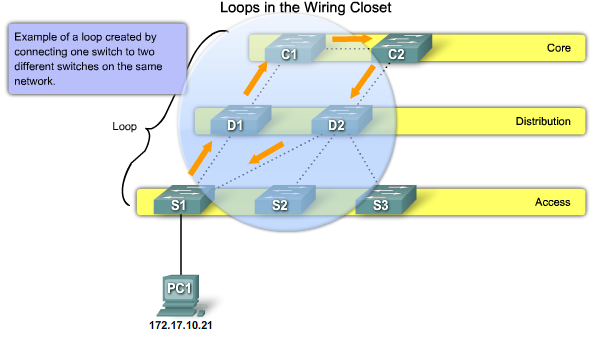 Loops in the Wiring Closet
Example of a loop created by
connecting one switch to two
different switches on the same
network.
C1
C2
Core
Loop
D1
D2
Distribution
S1
S2
S3
Access
PC1
172.17.10.21